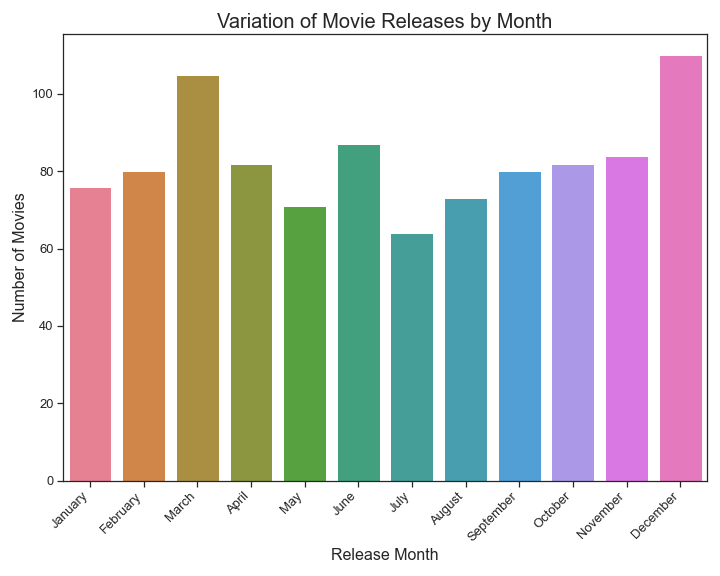 Variation of Movie Releases by Month
Number of Movies
100
80
60
40
20
0
January
February
March
April
May
June
July
August
September
October
November
December
Release Month